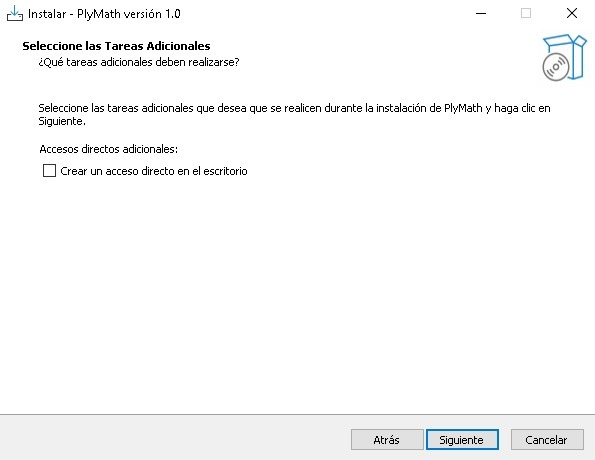 Instalar - PlyMath versión 1.0
Seleccione las Tareas Adicionales
¿Qué tareas adicionales deben realizarse?
Seleccione las tareas adicionales que desea que se realicen durante la instalación de PlyMath y haga clic en
Siguiente.
Accesos directos adicionales:
Crear un acceso directo en el escritorio
Atrás
Siguiente
Cancelar